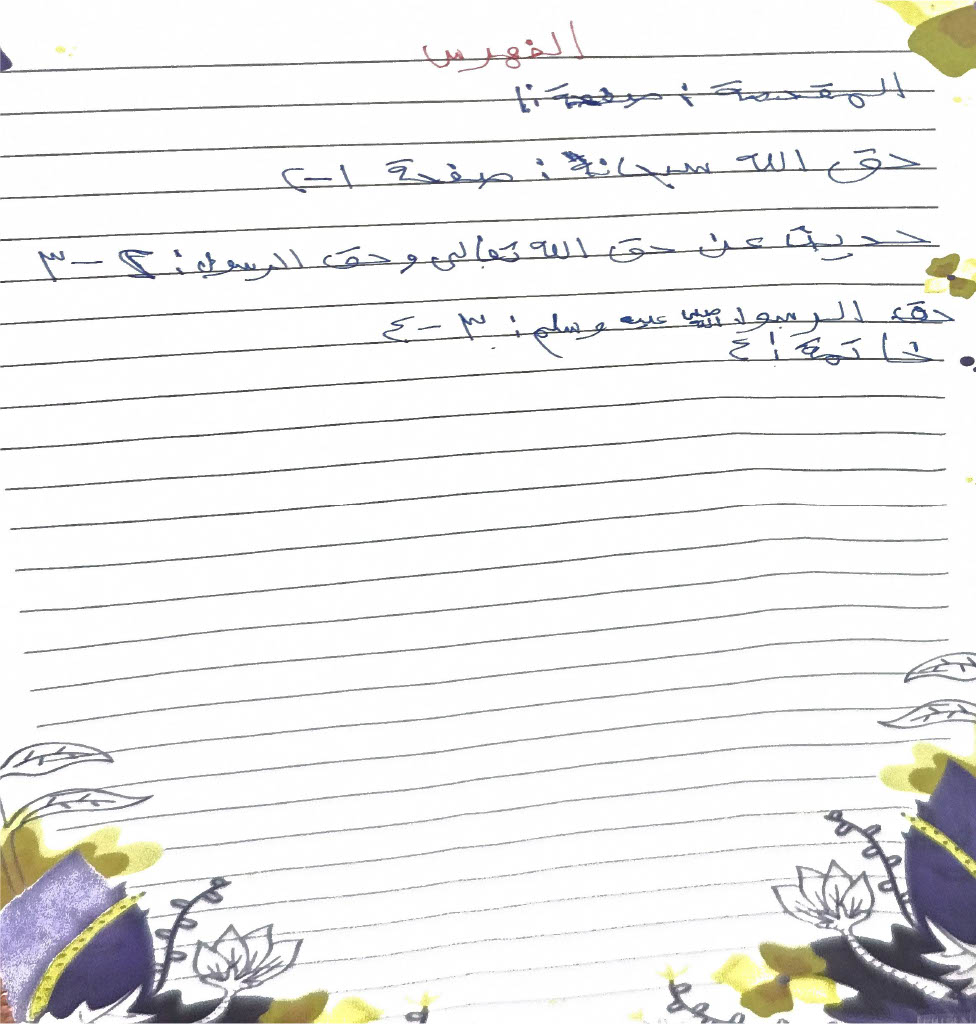 الفهرس
المقدمة : صفحة : ١
حق الله سبحانه : صفحة ١-٢
حديث عن حق الله تعالى وحق الرسول : ٢-٣
حق الرسول صلى الله عليه وسلم : ٣-٤
خاتمة : ٤